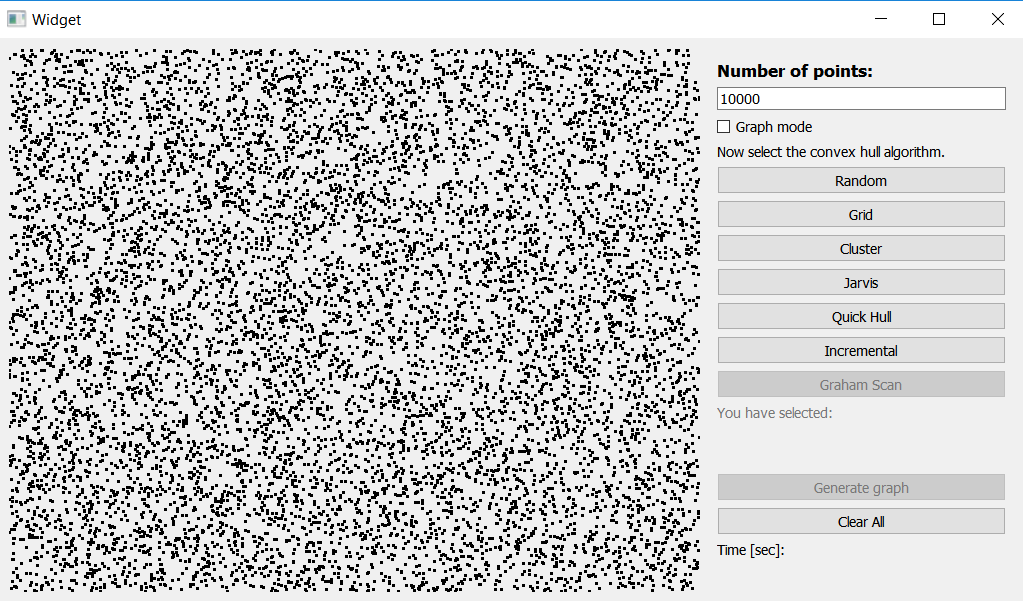 Widget
Number of points:
10000
Graph mode
Now select the convex hull algorithm.
Random
Grid
Cluster
Jarvis
Quick Hull
Incremental
Graham Scan
You have selected:
Generate graph
Clear All
Time [sec]: